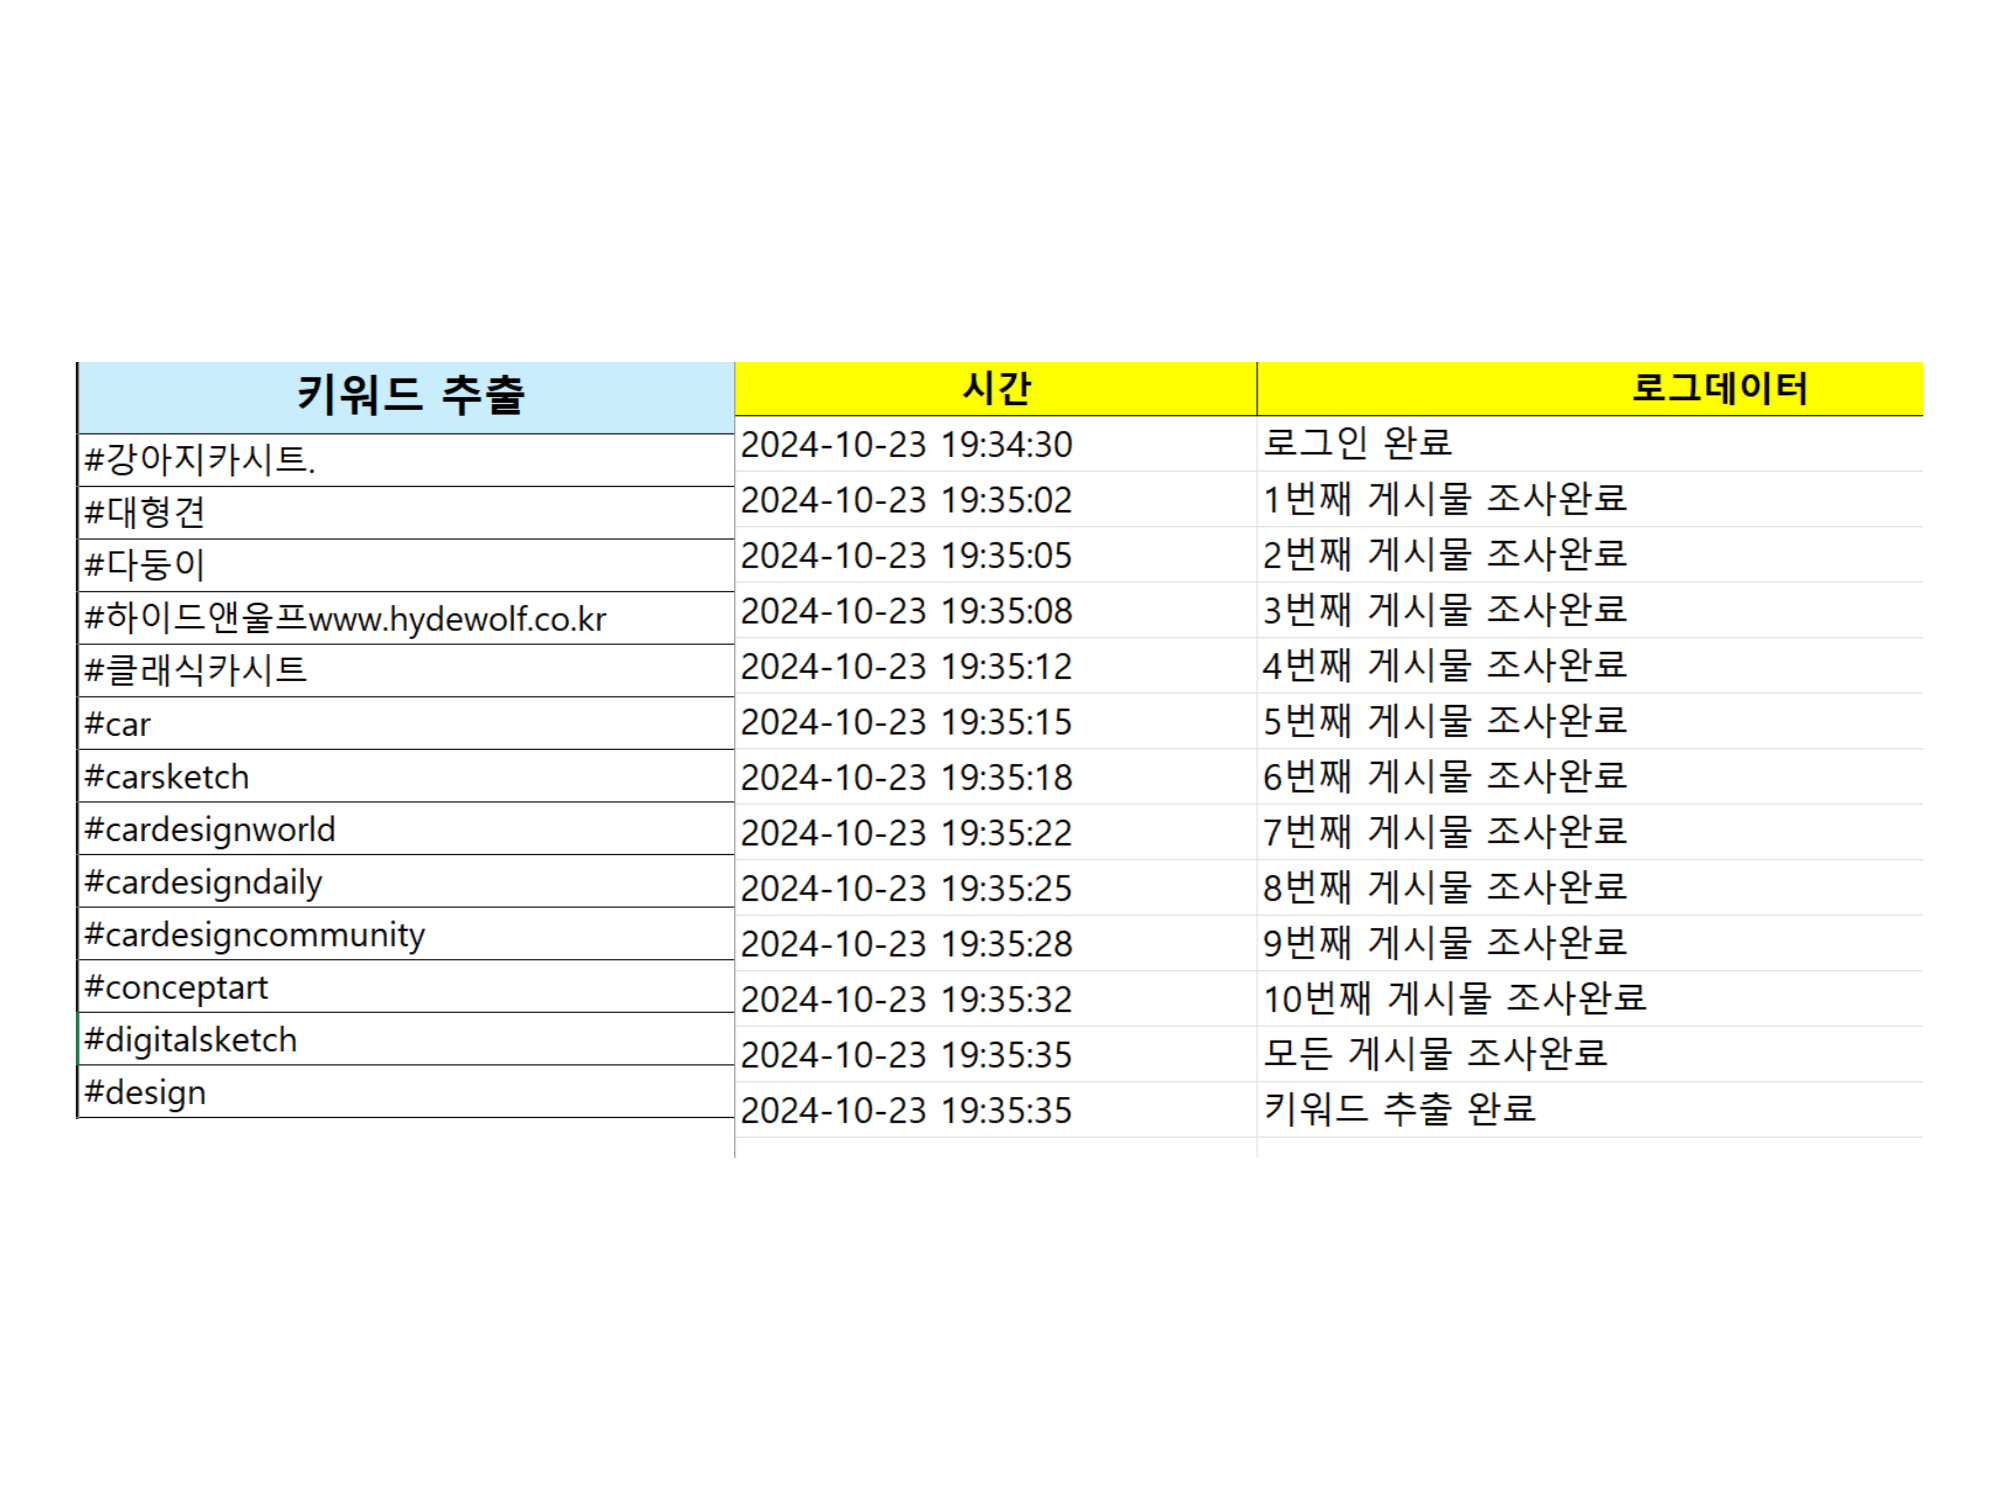 키워드 추출
#강아지카시트.
#대형견
#다둥이
#하이드앤울프www.hydewolf.co.kr
#클래식카시트
#car
#carsketch
#cardesignworld
#cardesigndaily
#cardesigncommunity
#conceptart
#digitalsketch
#design
시간 로그데이터
2024-10-23 19:34:30 로그인 완료
2024-10-23 19:35:02 1번째 게시물 조사완료
2024-10-23 19:35:05 2번째 게시물 조사완료
2024-10-23 19:35:08 3번째 게시물 조사완료
2024-10-23 19:35:12 4번째 게시물 조사완료
2024-10-23 19:35:15 5번째 게시물 조사완료
2024-10-23 19:35:18 6번째 게시물 조사완료
2024-10-23 19:35:22 7번째 게시물 조사완료
2024-10-23 19:35:25 8번째 게시물 조사완료
2024-10-23 19:35:28 9번째 게시물 조사완료
2024-10-23 19:35:32 10번째 게시물 조사완료
2024-10-23 19:35:35 모든 게시물 조사완료
2024-10-23 19:35:35 키워드 추출 완료